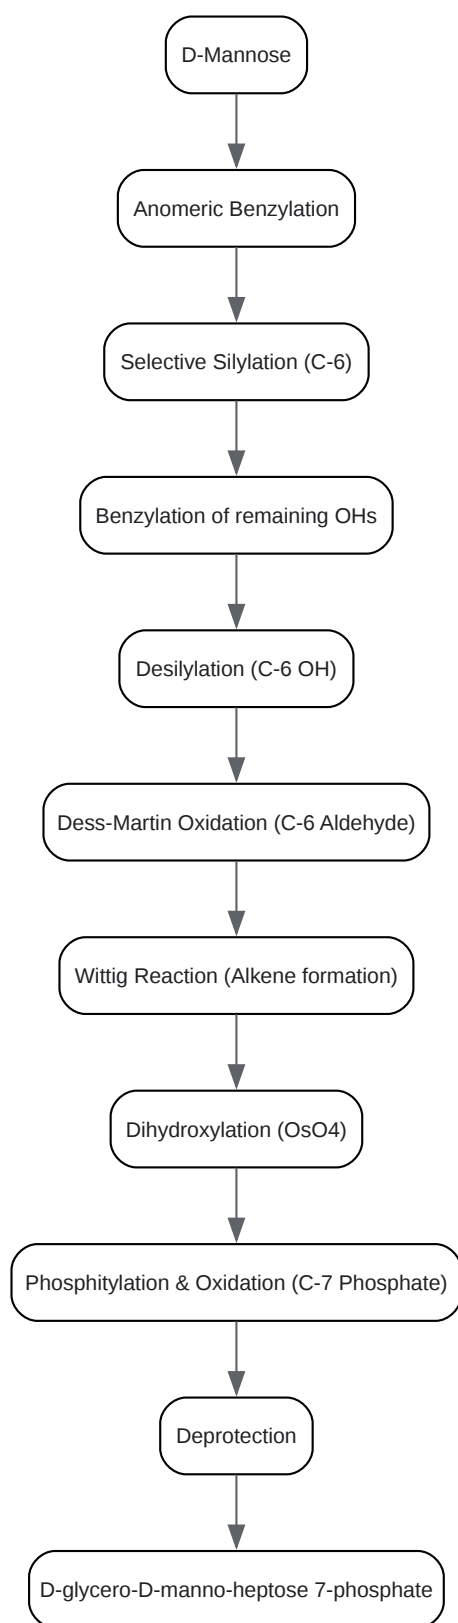 D-Mannose
Anomeric Benzylation
Selective Silylation (C-6)
Benzylation of remaining OHs
Desilylation (C-6 OH)
Dess-Martin Oxidation (C-6 Aldehyde)
Wittig Reaction (Alkene formation)
Dihydroxylation (OsO4)
Phosphitylation & Oxidation (C-7 Phosphate)
Deprotection
D-glycero-D-manno-heptose 7-phosphate